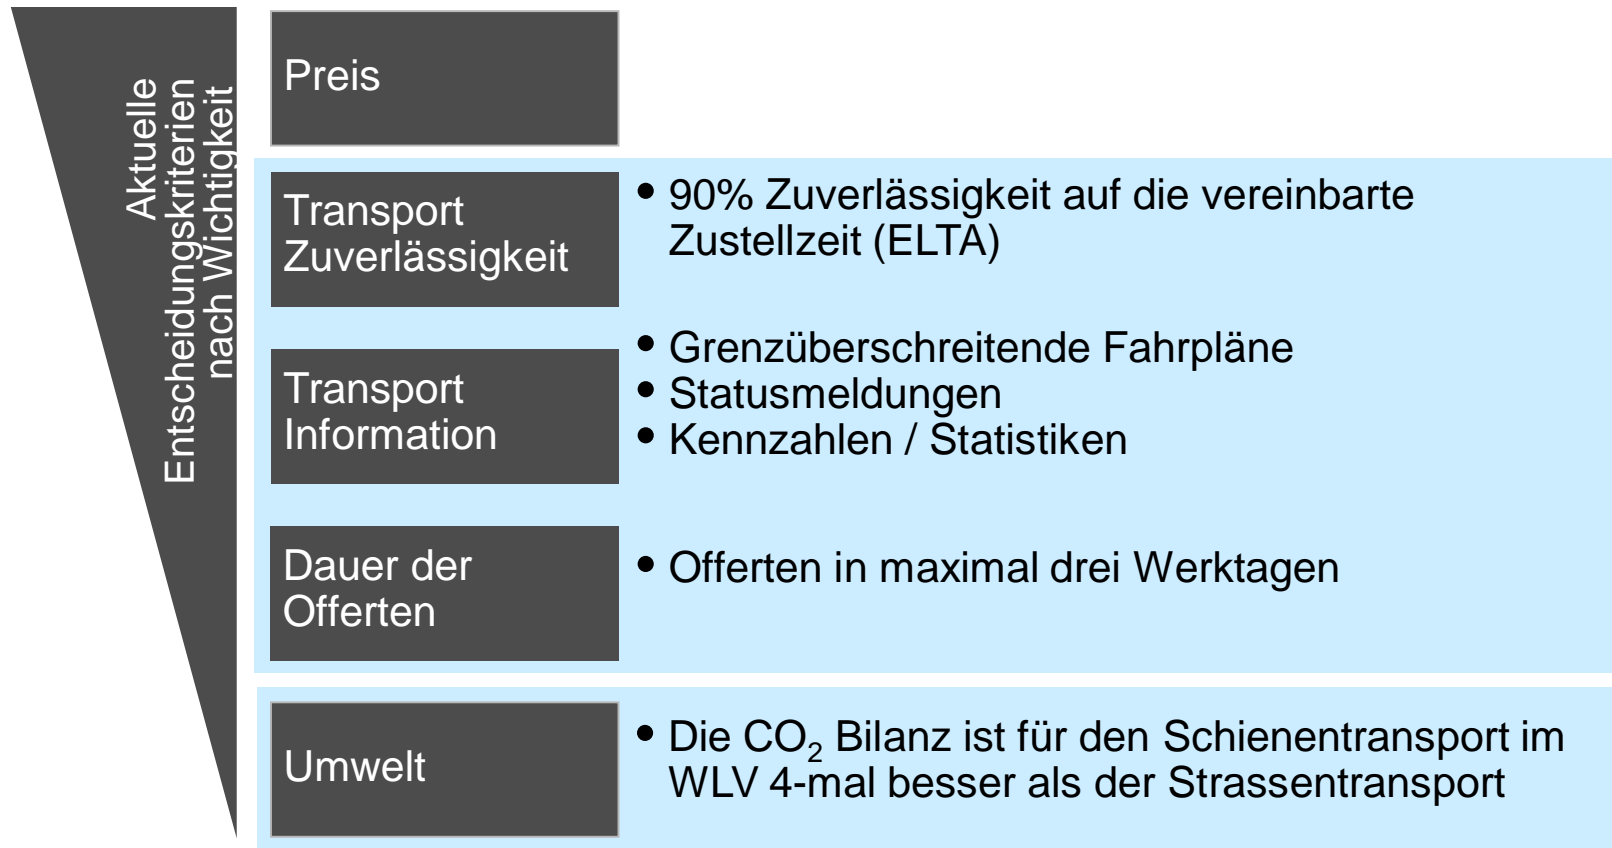 Aktuelle
Entscheidungskriterien
nach Wichtigkeit
Preis
Transport
Zuverlässigkeit
• 90% Zuverlässigkeit auf die vereinbarte
Zustellzeit (ELTA)
Transport
Information
• Grenzüberschreitende Fahrpläne
• Statusmeldungen
• Kennzahlen / Statistiken
Dauer der
Offerten
• Offerten in maximal drei Werktagen
Umwelt
• Die CO₂ Bilanz ist für den Schienentransport im
WLV 4-mal besser als der Strassentransport